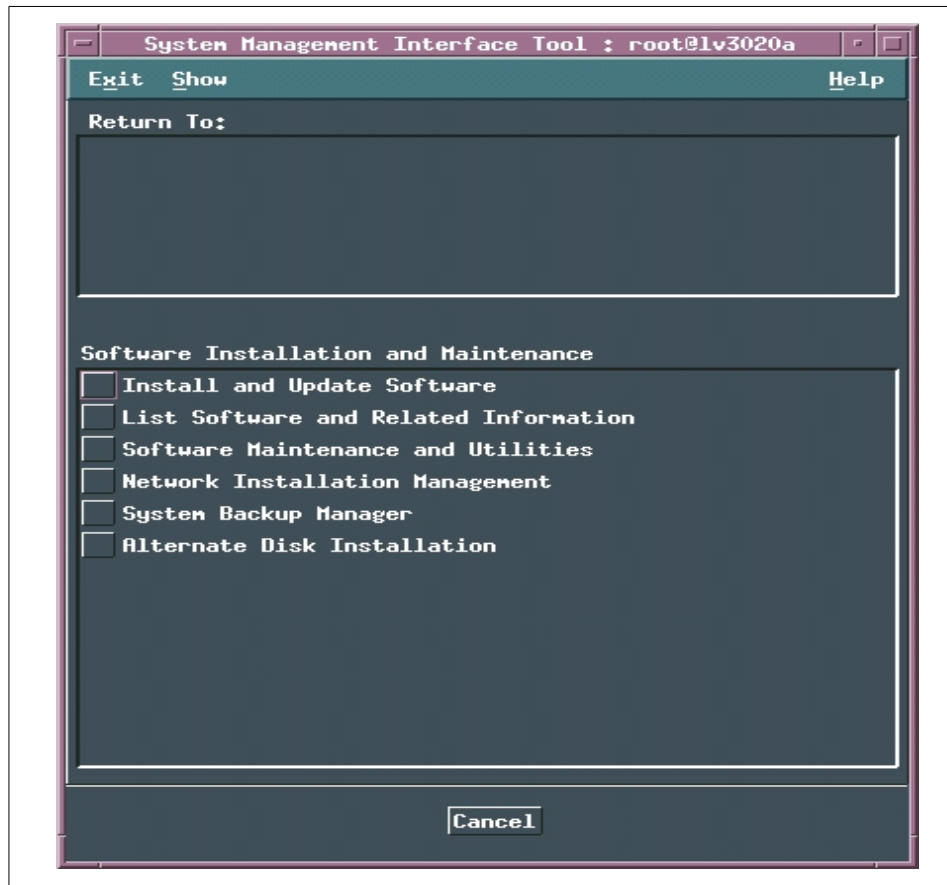 System Management Interface Tool : root@lv3020a
Exit Show Help
Return To:
Software Installation and Maintenance
Install and Update Software
List Software and Related Information
Software Maintenance and Utilities
Network Installation Management
System Backup Manager
Alternate Disk Installation
Cancel